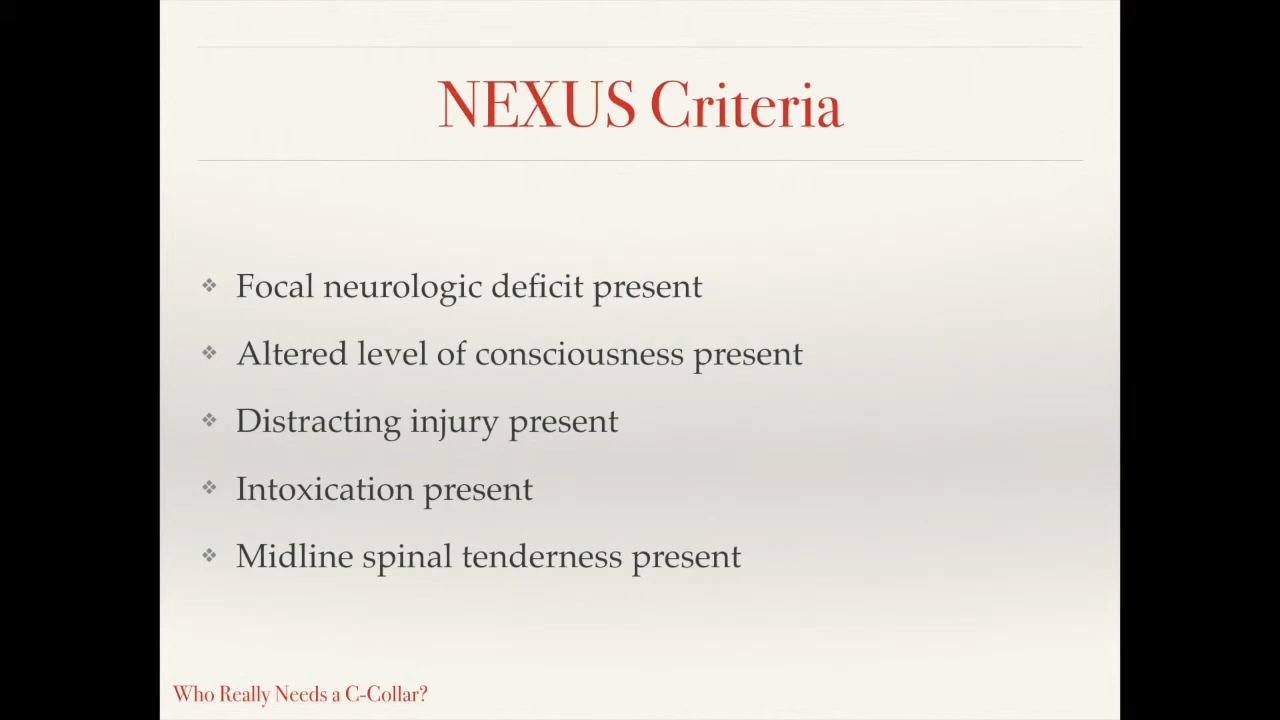 NEXUS Criteria
Focal neurologic deficit present
Altered level of consciousness present
Distracting injury present
Intoxication present
Midline spinal tenderness present
Who Really Needs a C-Collar?